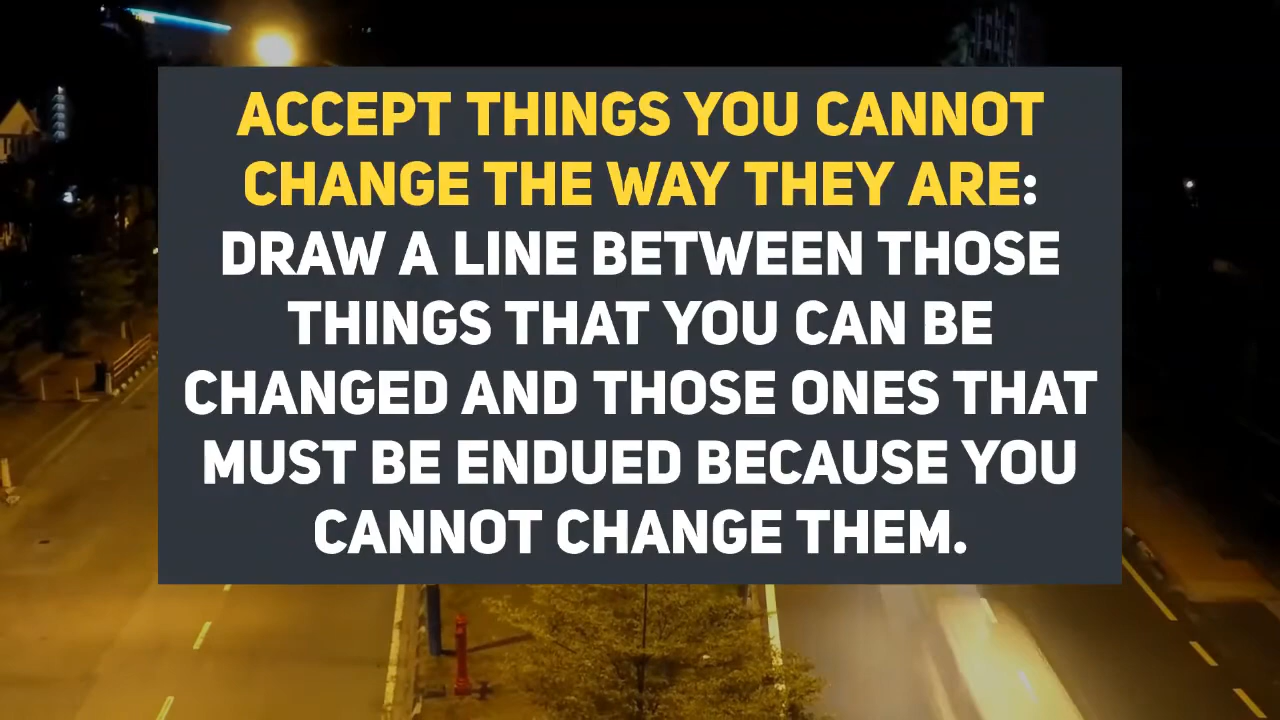 ACCEPT THINGS YOU CANNOT
CHANGE THE WAY THEY ARE:
DRAW A LINE BETWEEN THOSE
THINGS THAT YOU CAN BE
CHANGED AND THOSE ONES THAT
MUST BE ENDUED BECAUSE YOU
CANNOT CHANGE THEM.